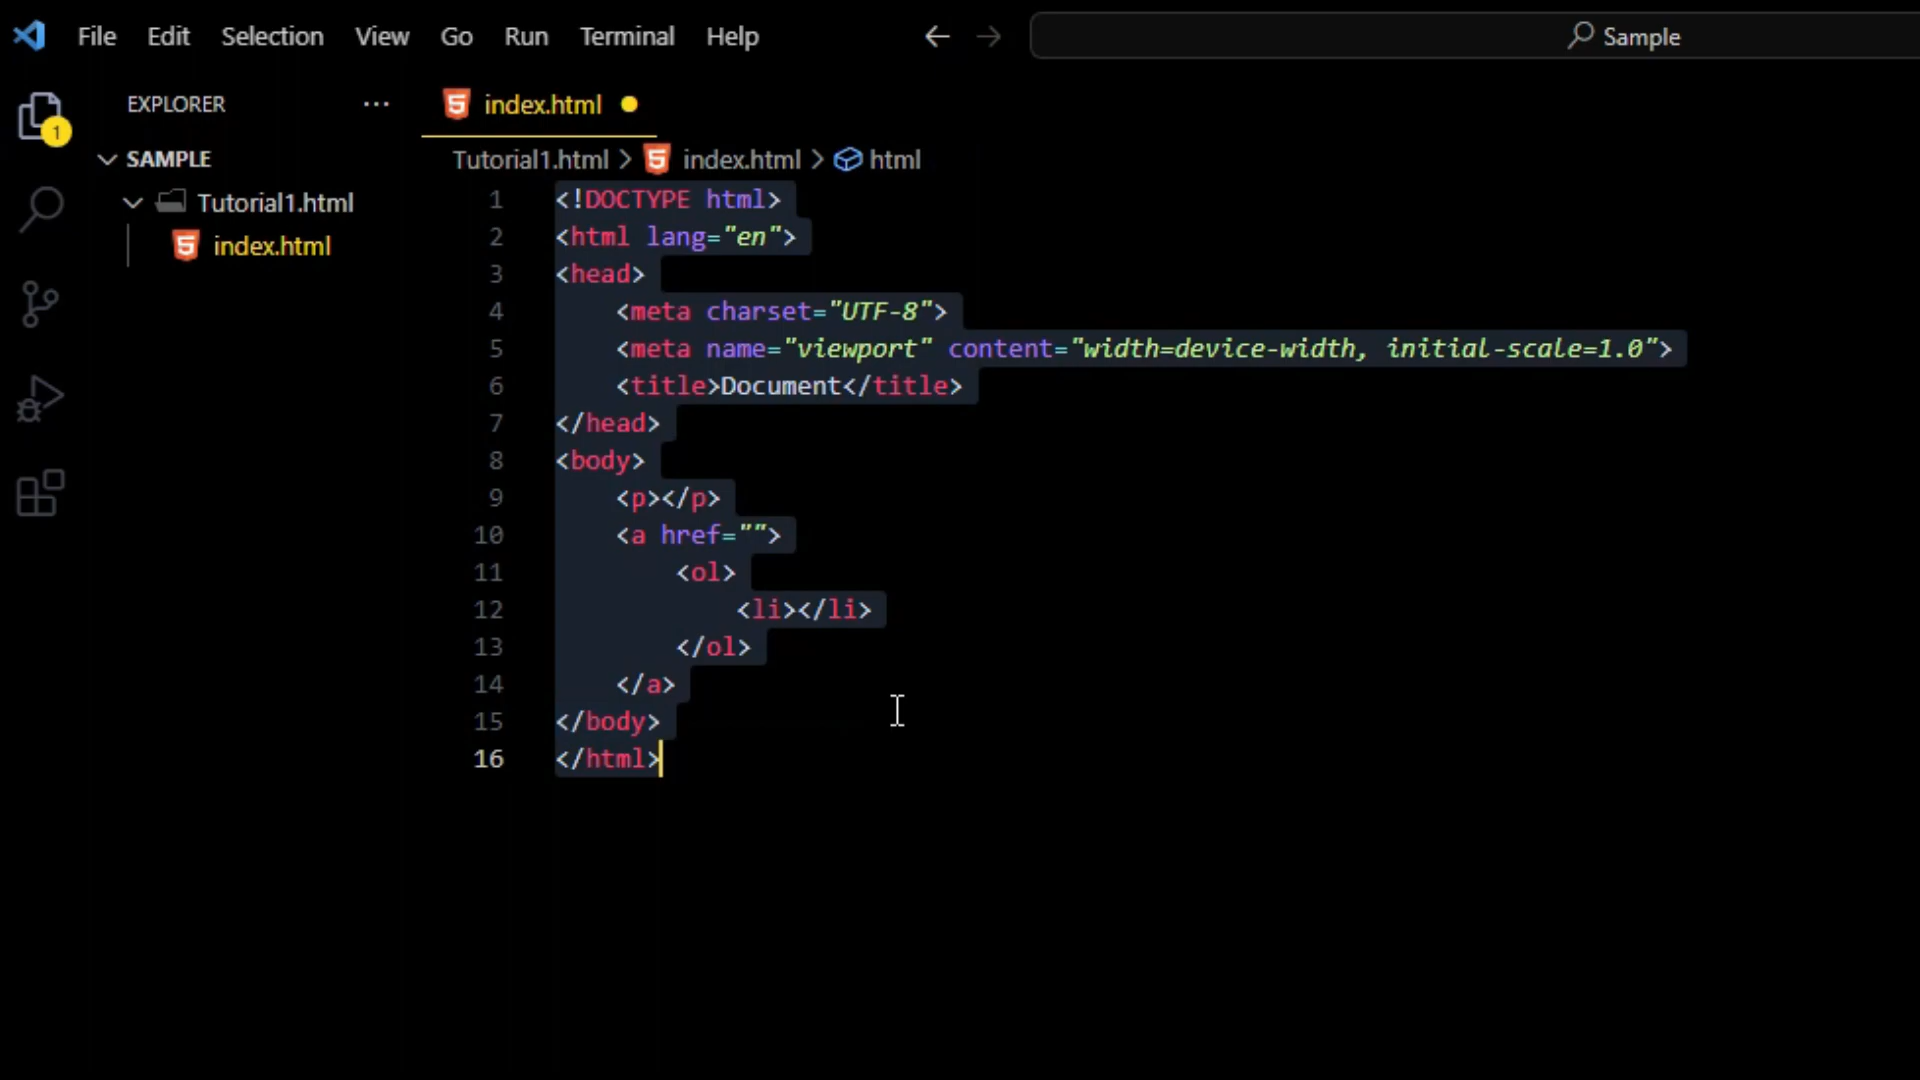 File Edit Selection View Go Run Terminal Help
Sample
EXPLORER ···
1
SAMPLE
Tutorial1.html
index.html
index.html
Tutorial1.html > index.html > html
1 <!DOCTYPE html>
2 <html lang="en">
3 <head>
4 <meta charset="UTF-8">
5 <meta name="viewport" content="width=device-width, initial-scale=1.0">
6 <title>Document</title>
7 </head>
8 <body>
9 <p></p>
10 <a href="">
11 <ol>
12 <li></li>
13 </ol>
14 </a>
15 </body>
16 </html>